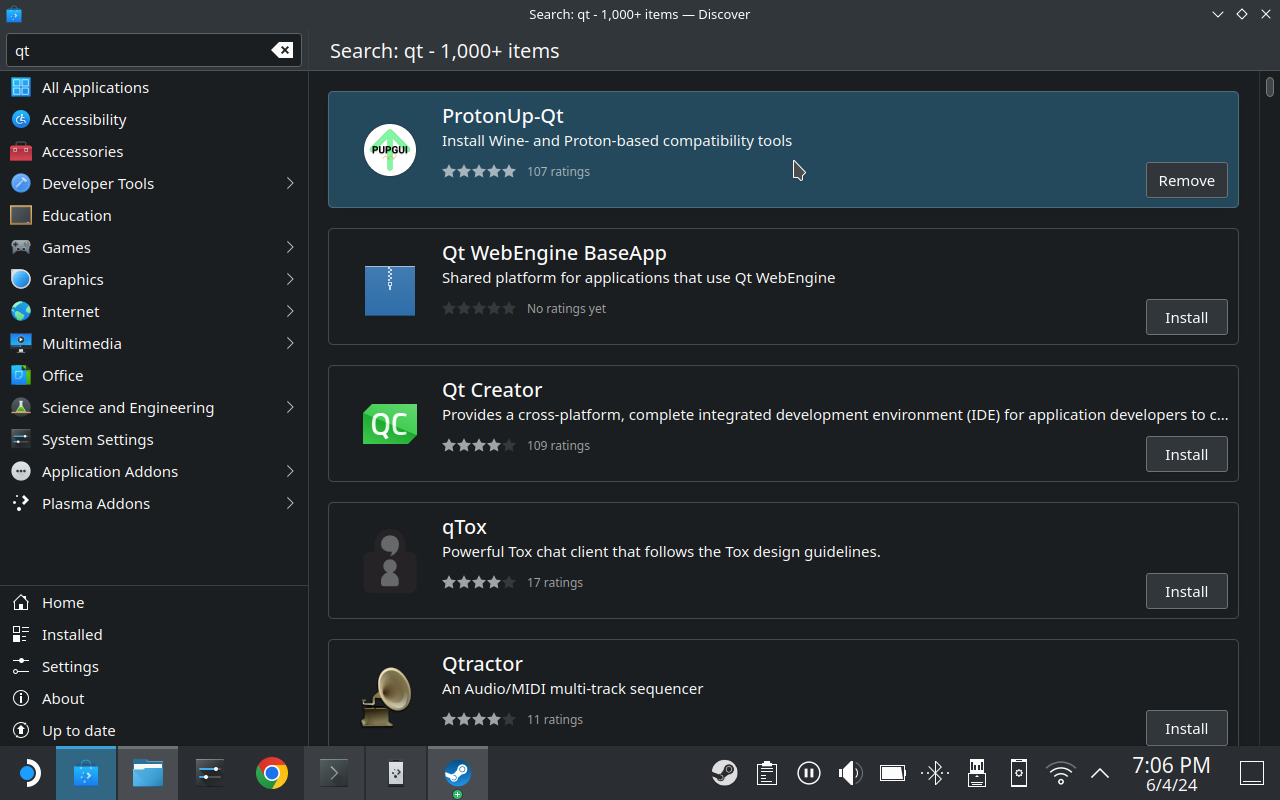 Search: qt - 1,000+ items — Discover
qt
Search: qt - 1,000+ items
All Applications
Accessibility
Accessories
Developer Tools
Education
Games
Graphics
Internet
Multimedia
Office
Science and Engineering
System Settings
Application Addons
Plasma Addons
Home
Installed
Settings
About
Up to date
PUPGUI
ProtonUp-Qt
Install Wine- and Proton-based compatibility tools
107 ratings
Remove
Qt WebEngine BaseApp
Shared platform for applications that use Qt WebEngine
No ratings yet
Install
QC
Qt Creator
Provides a cross-platform, complete integrated development environment (IDE) for application developers to c...
109 ratings
Install
qTox
Powerful Tox chat client that follows the Tox design guidelines.
17 ratings
Install
Qtractor
An Audio/MIDI multi-track sequencer
11 ratings
Install
7:06 PM
6/4/24